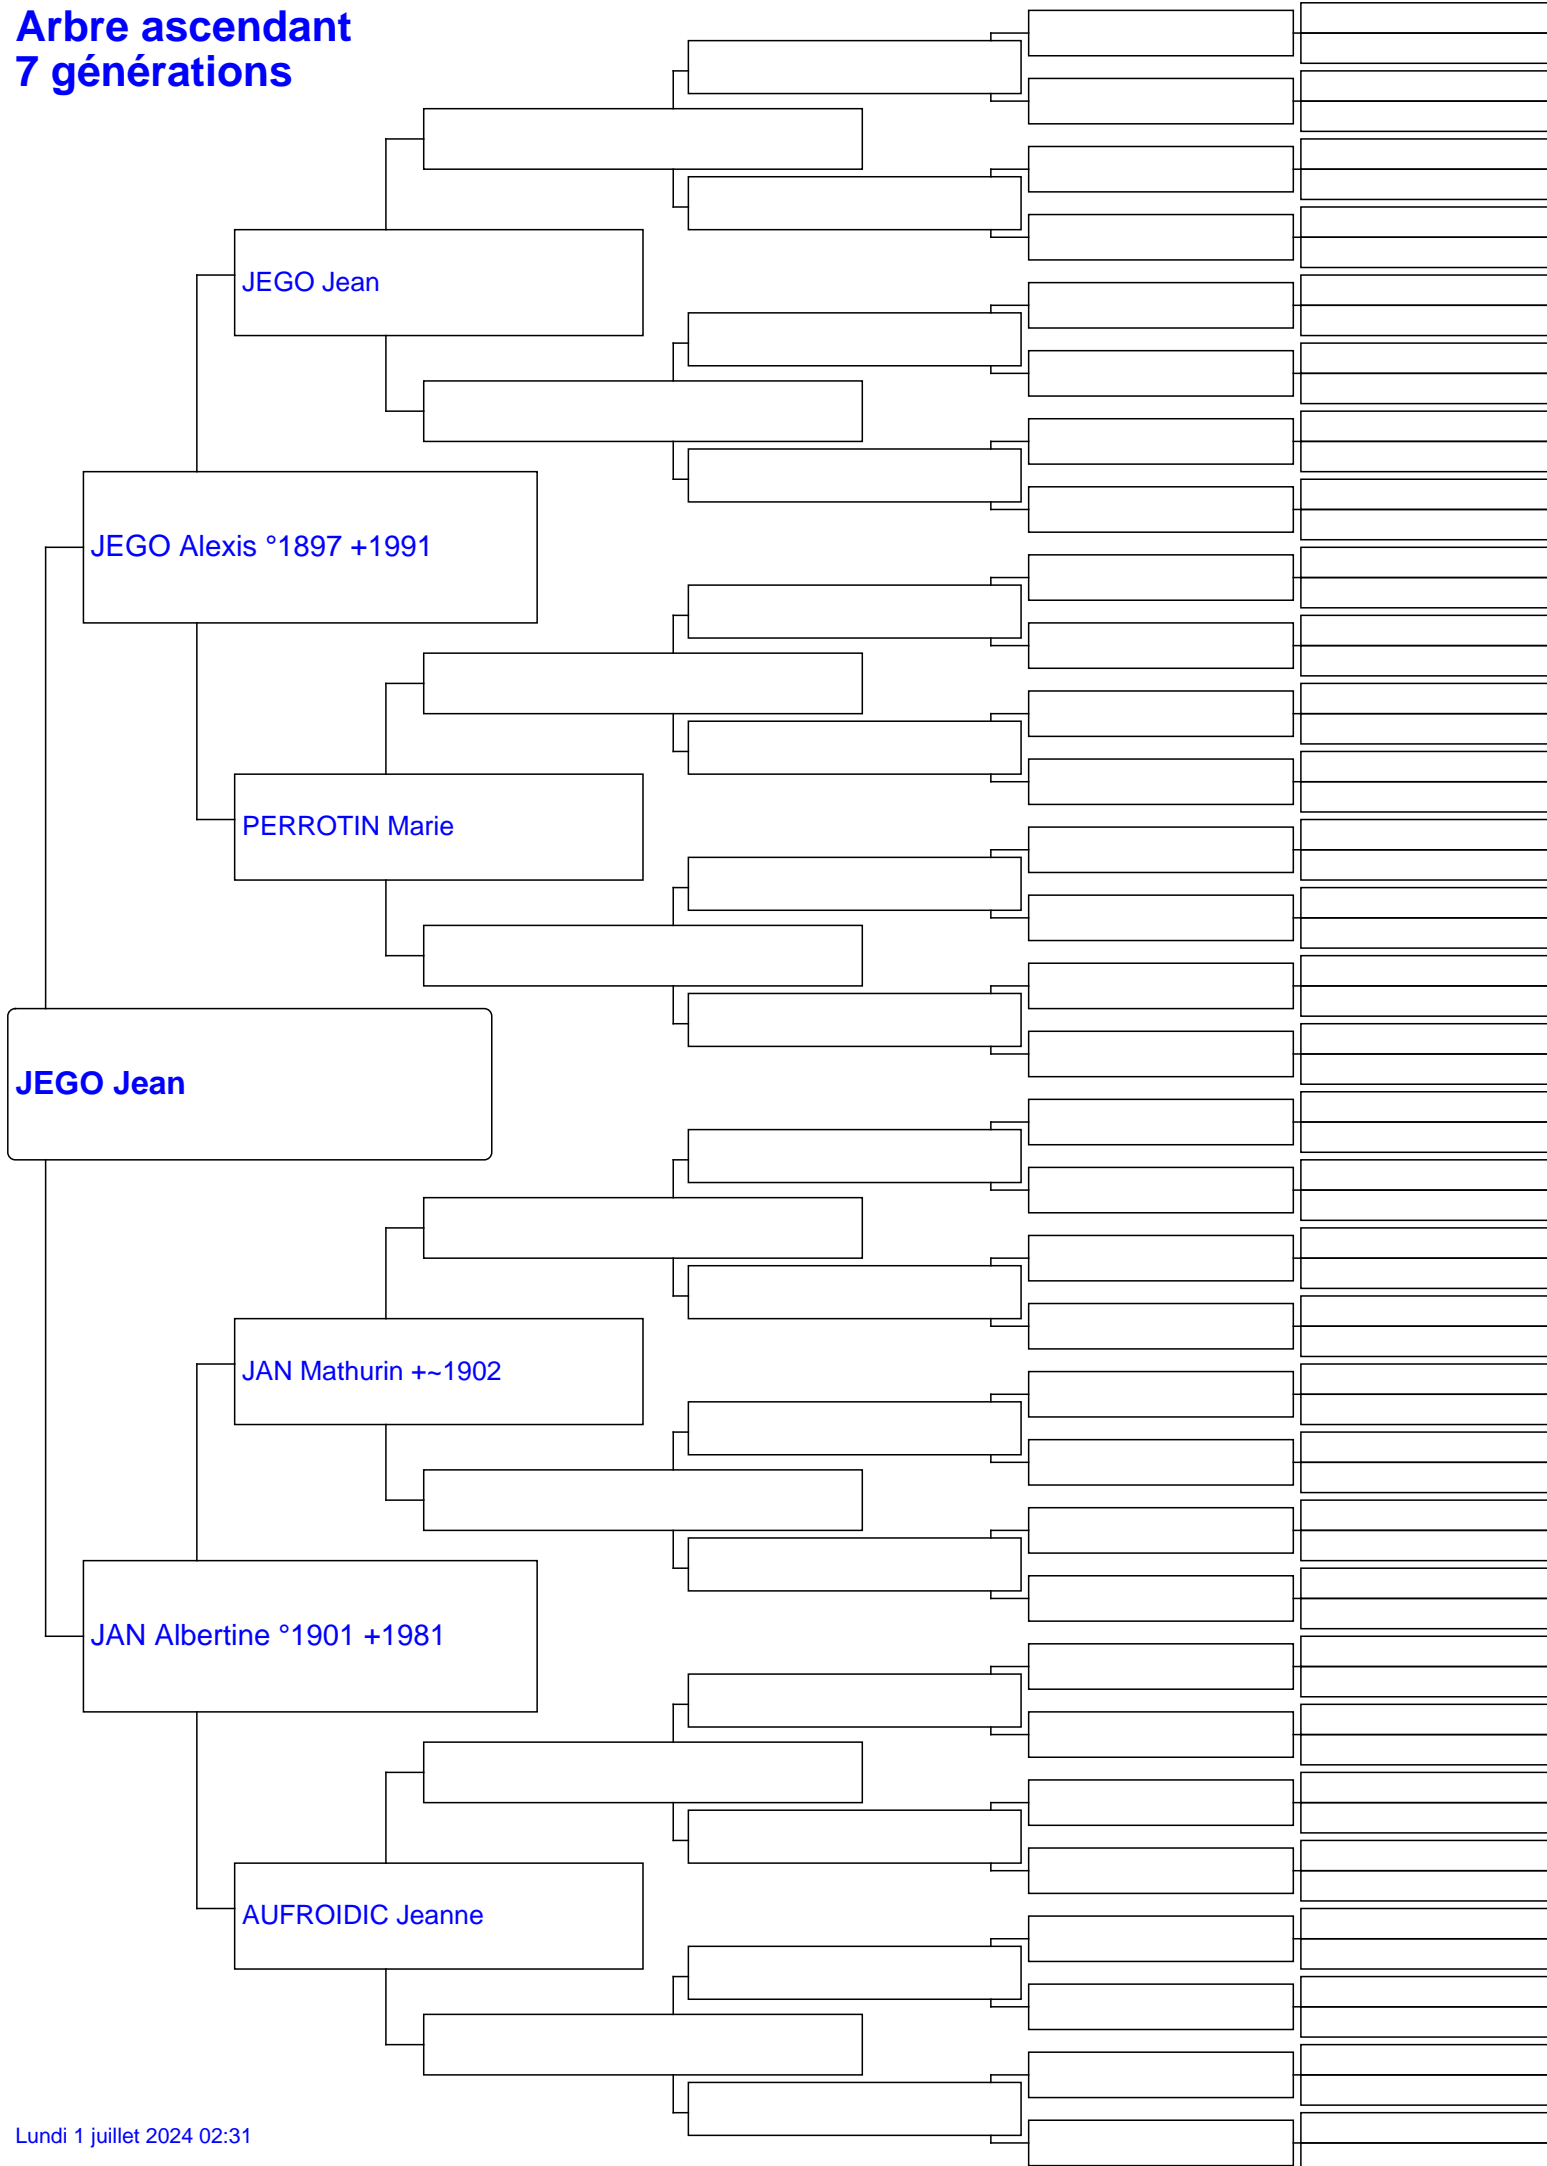 Arbre ascendant
7 générations
JEGO Jean
JEGO Alexis °1897 +1991
PERROTIN Marie
JEGO Jean
JAN Mathurin +~1902
JAN Albertine °1901 +1981
AUFROIDIC Jeanne
Lundi 1 juillet 2024 02:31